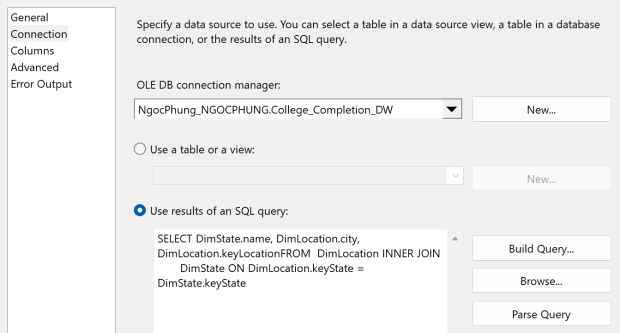 General
Connection
Columns
Advanced
Error Output
Specify a data source to use. You can select a table in a data source view, a table in a database
connection, or the results of an SQL query.
OLE DB connection manager:
NgocPhung_NGOCPHUNG.College_Completion_DW
New...
Use a table or a view:
New...
Use results of an SQL query:
SELECT DimState.name, DimLocation.city,
DimLocation.keyLocationFROM  DimLocation INNER JOIN
DimState ON DimLocation.keyState =
DimState.keyState
Build Query...
Browse...
Parse Query